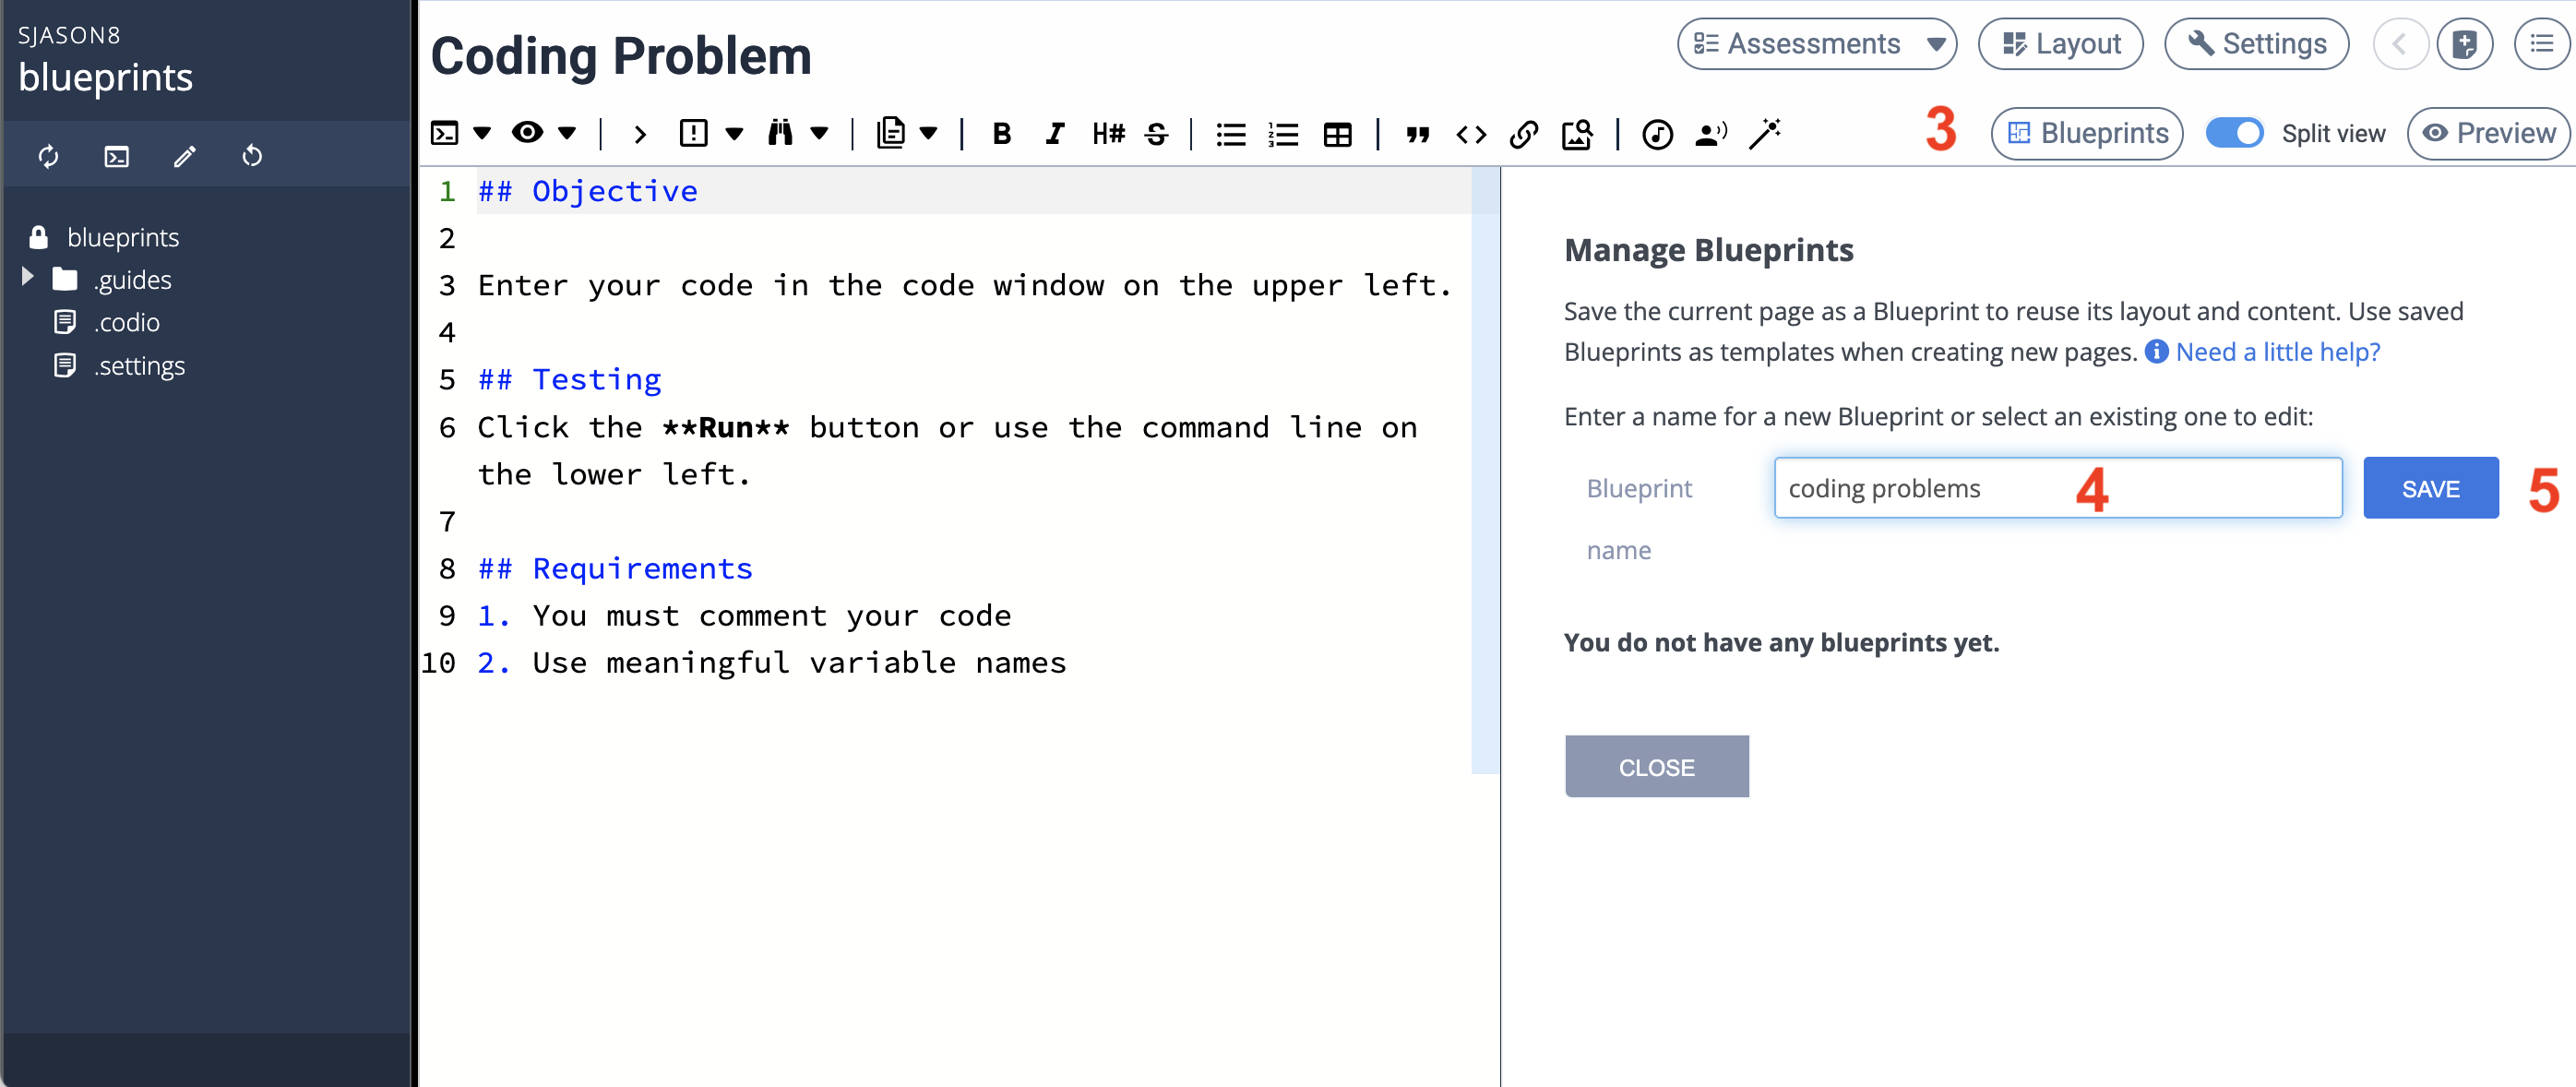 SJASON8
blueprints
blueprints
.guides
.codio
.settings
Coding Problem
Assessments
Layout
Settings
B I H# S
3
Blueprints
Split view
Preview
1 ## Objective
2
3 Enter your code in the code window on the upper left.
4
5 ## Testing
6 Click the **Run** button or use the command line on
the lower left.
7
8 ## Requirements
9 1. You must comment your code
10 2. Use meaningful variable names
Manage Blueprints
Save the current page as a Blueprint to reuse its layout and content. Use saved
Blueprints as templates when creating new pages. Need a little help?
Enter a name for a new Blueprint or select an existing one to edit:
Blueprint
name
coding problems
4
SAVE
5
You do not have any blueprints yet.
CLOSE